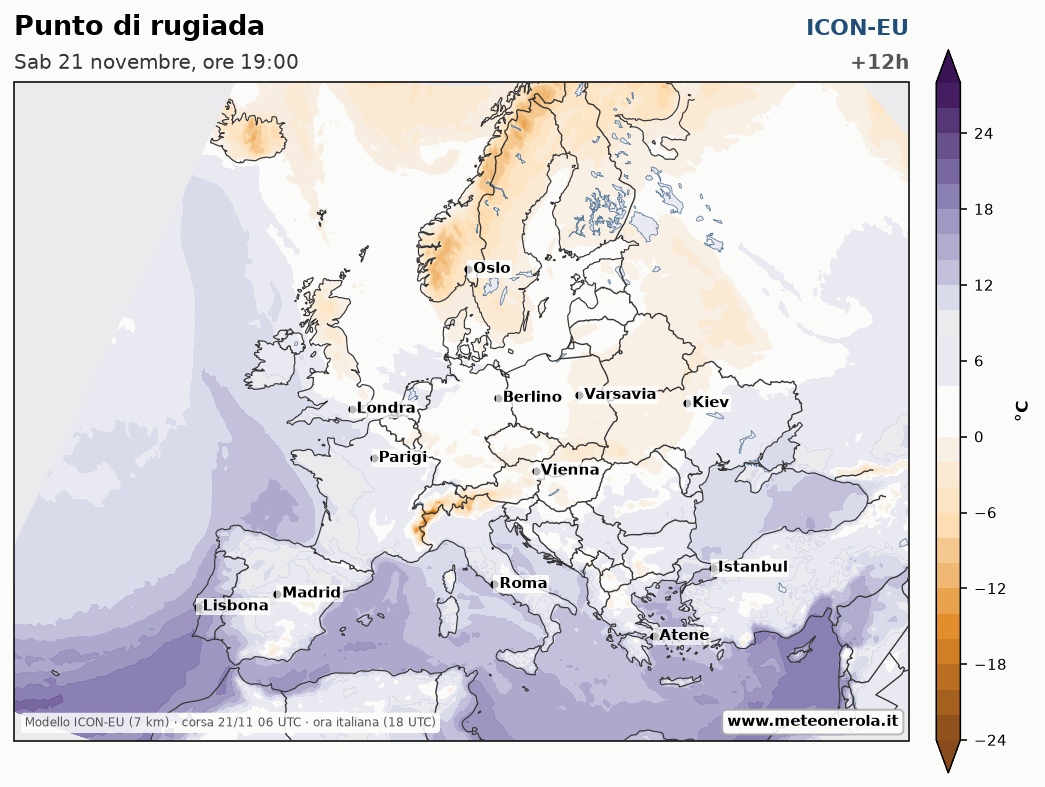 Punto di rugiada
ICON-EU
Sab 21 novembre, ore 19:00
+12h
24
18
12
6
0
−6
−12
−18
−24
°C
Oslo
Londra
Berlino
Varsavia
Kiev
Parigi
Vienna
Istanbul
Roma
Madrid
Lisbona
Atene
Modello ICON-EU (7 km) · corsa 21/11 06 UTC · ora italiana (18 UTC)
www.meteonerola.it